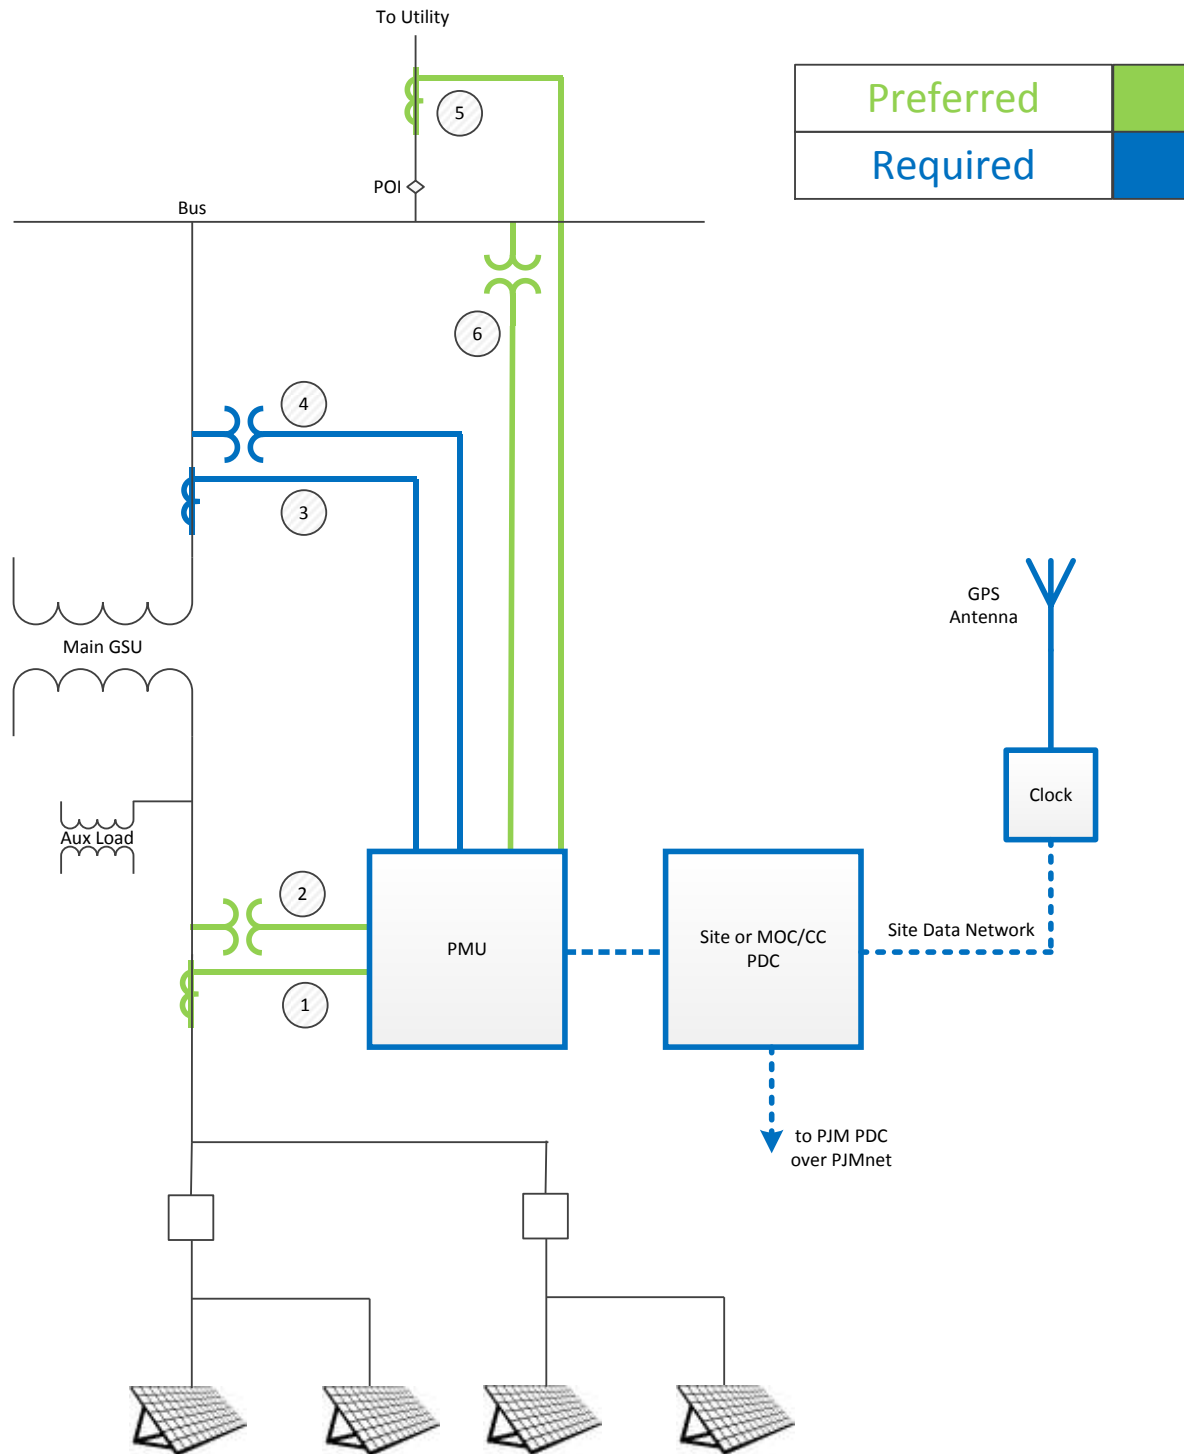 To Utility
Preferred
5
Required
POI
Bus
6
4
3
GPS
Antenna
Main GSU
Clock
Aux Load
2
Site Data Network
PMU
Site or MOC/CC
PDC
1
to PJM PDC
over PJMnet